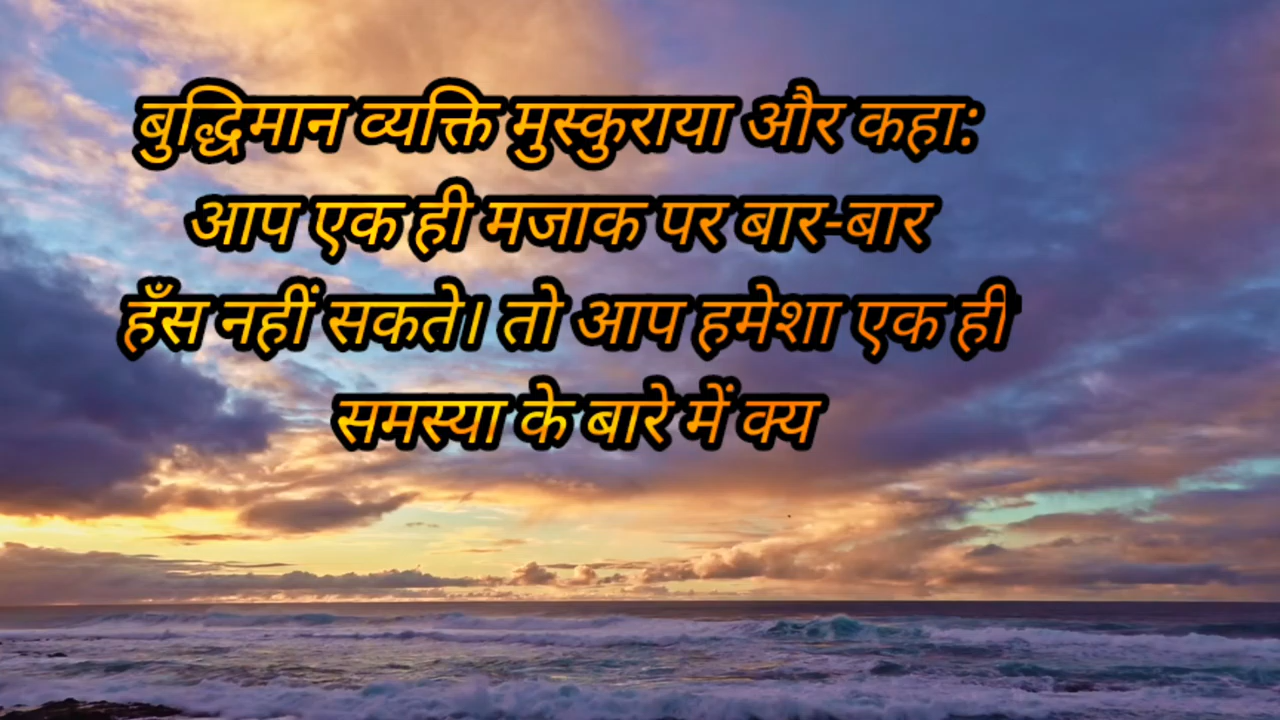 बुद्धिमान व्यक्ति मुस्कुराया और कहा:
आप एक ही मजाक पर बार-बार
हँस नहीं सकते। तो आप हमेशा एक ही
समस्या के बारे में क्य